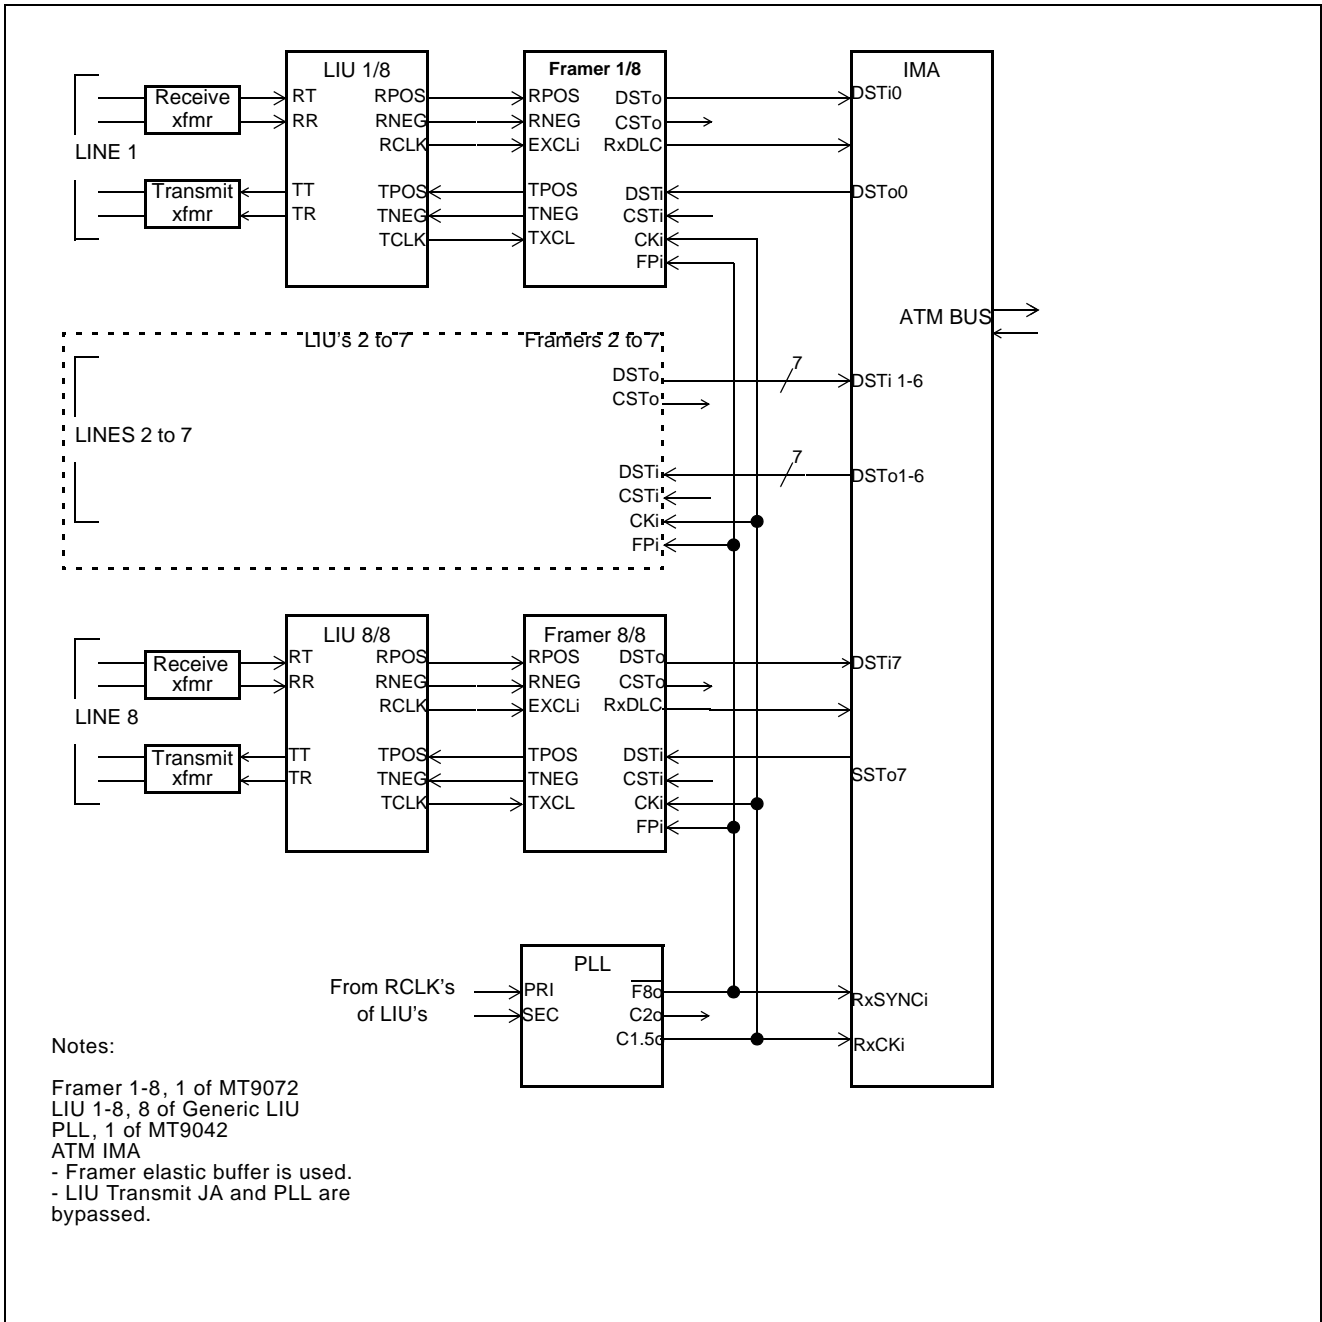 LIU 1/8
Framer 1/8
IMA
Receive
xfmr
RT
RR
RPOS
RNEG
RCLK
RPOS
RNEG
EXCLi
DSTo
CSTo
RxDLC
DSTi0
LINE 1
Transmit
xfmr
TT
TR
TPOS
TNEG
TCLK
TPOS
TNEG
TXCL
DSTi
CSTi
CKi
FPi
DSTo0
ATM BUS
LIU's 2 to 7
Framers 2 to 7
DSTo
CSTo
7
DSTi 1-6
LINES 2 to 7
DSTi
CSTi
CKi
FPi
7
DSTo1-6
LIU 8/8
Framer 8/8
Receive
xfmr
RT
RR
RPOS
RNEG
RCLK
RPOS
RNEG
EXCLi
DSTo
CSTo
RxDLC
DSTi7
LINE 8
Transmit
xfmr
TT
TR
TPOS
TNEG
TCLK
TPOS
TNEG
TXCL
DSTi
CSTi
CKi
FPi
SSTo7
PLL
From RCLK's
of LIU's
PRI
SEC
F8o
C2o
C1.5o
RxSYNCi
RxCKi
Notes:
Framer 1-8, 1 of MT9072
LIU 1-8, 8 of Generic LIU
PLL, 1 of MT9042
ATM IMA
- Framer elastic buffer is used.
- LIU Transmit JA and PLL are
bypassed.